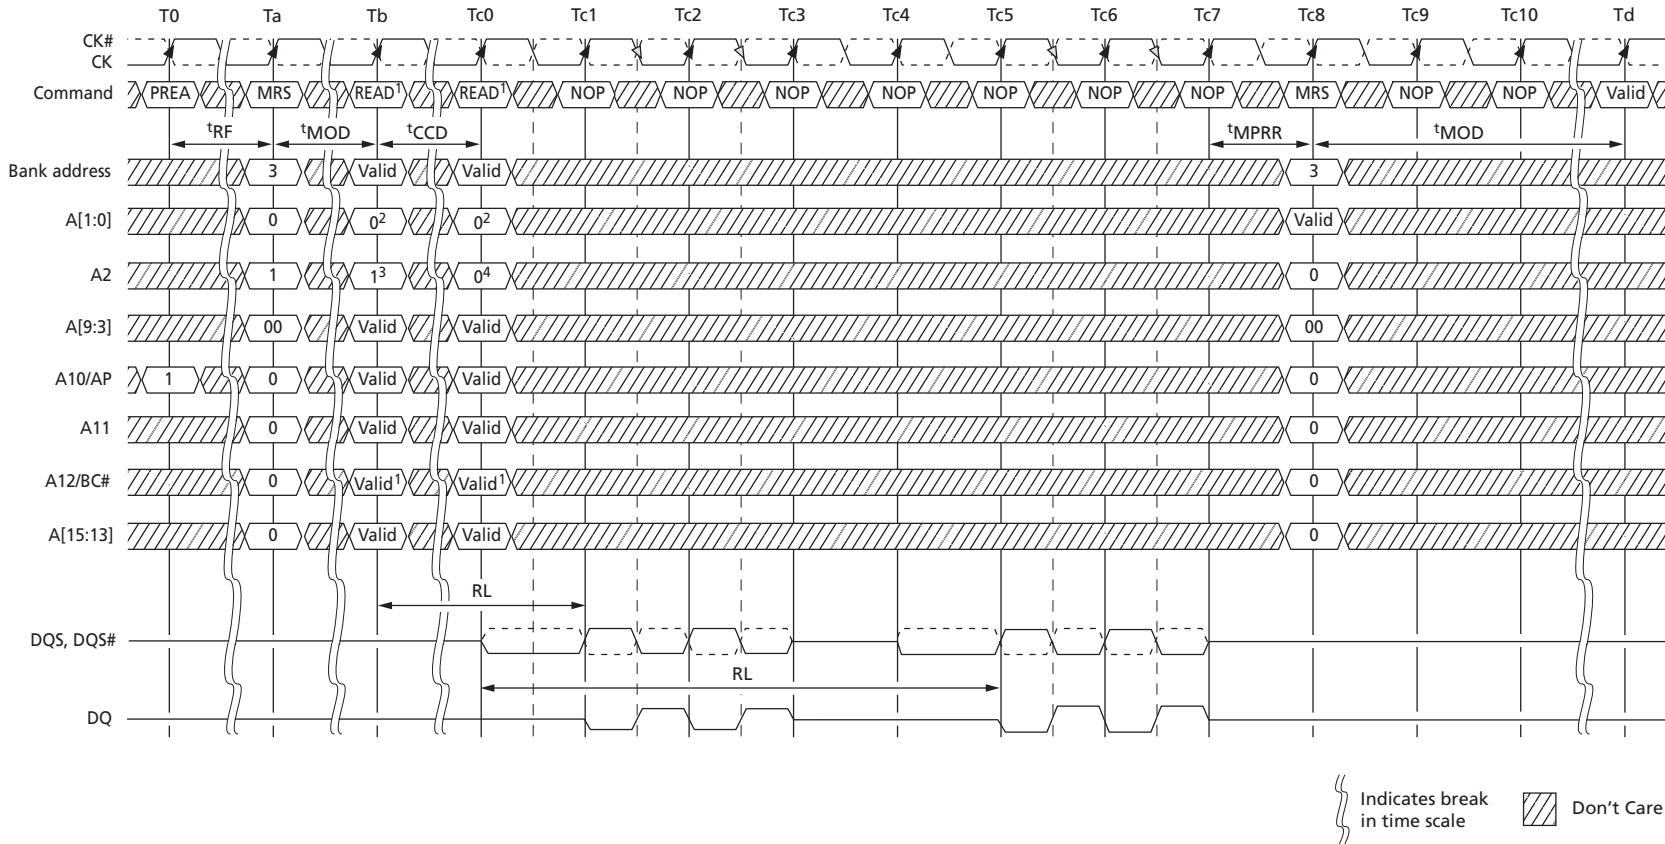 T0 Ta Tb Tc0 Tc1 Tc2 Tc3 Tc4 Tc5 Tc6 Tc7 Tc8 Tc9 Tc10 Td
CK#
CK
Command PREA MRS READ¹ READ¹ NOP NOP NOP NOP NOP NOP NOP MRS NOP NOP Valid
tRF tMOD tCCD tMPRR tMOD
Bank address 3 Valid Valid 3
A[1:0] 0 0² 0² Valid
A2 1 1³ 0⁴ 0
A[9:3] 00 Valid Valid 00
A10/AP 1 0 Valid Valid 0
A11 0 Valid Valid 0
A12/BC# 0 Valid¹ Valid¹ 0
A[15:13] 0 Valid Valid 0
RL
DQS, DQS#
RL
DQ
Indicates break
in time scale
Don't Care